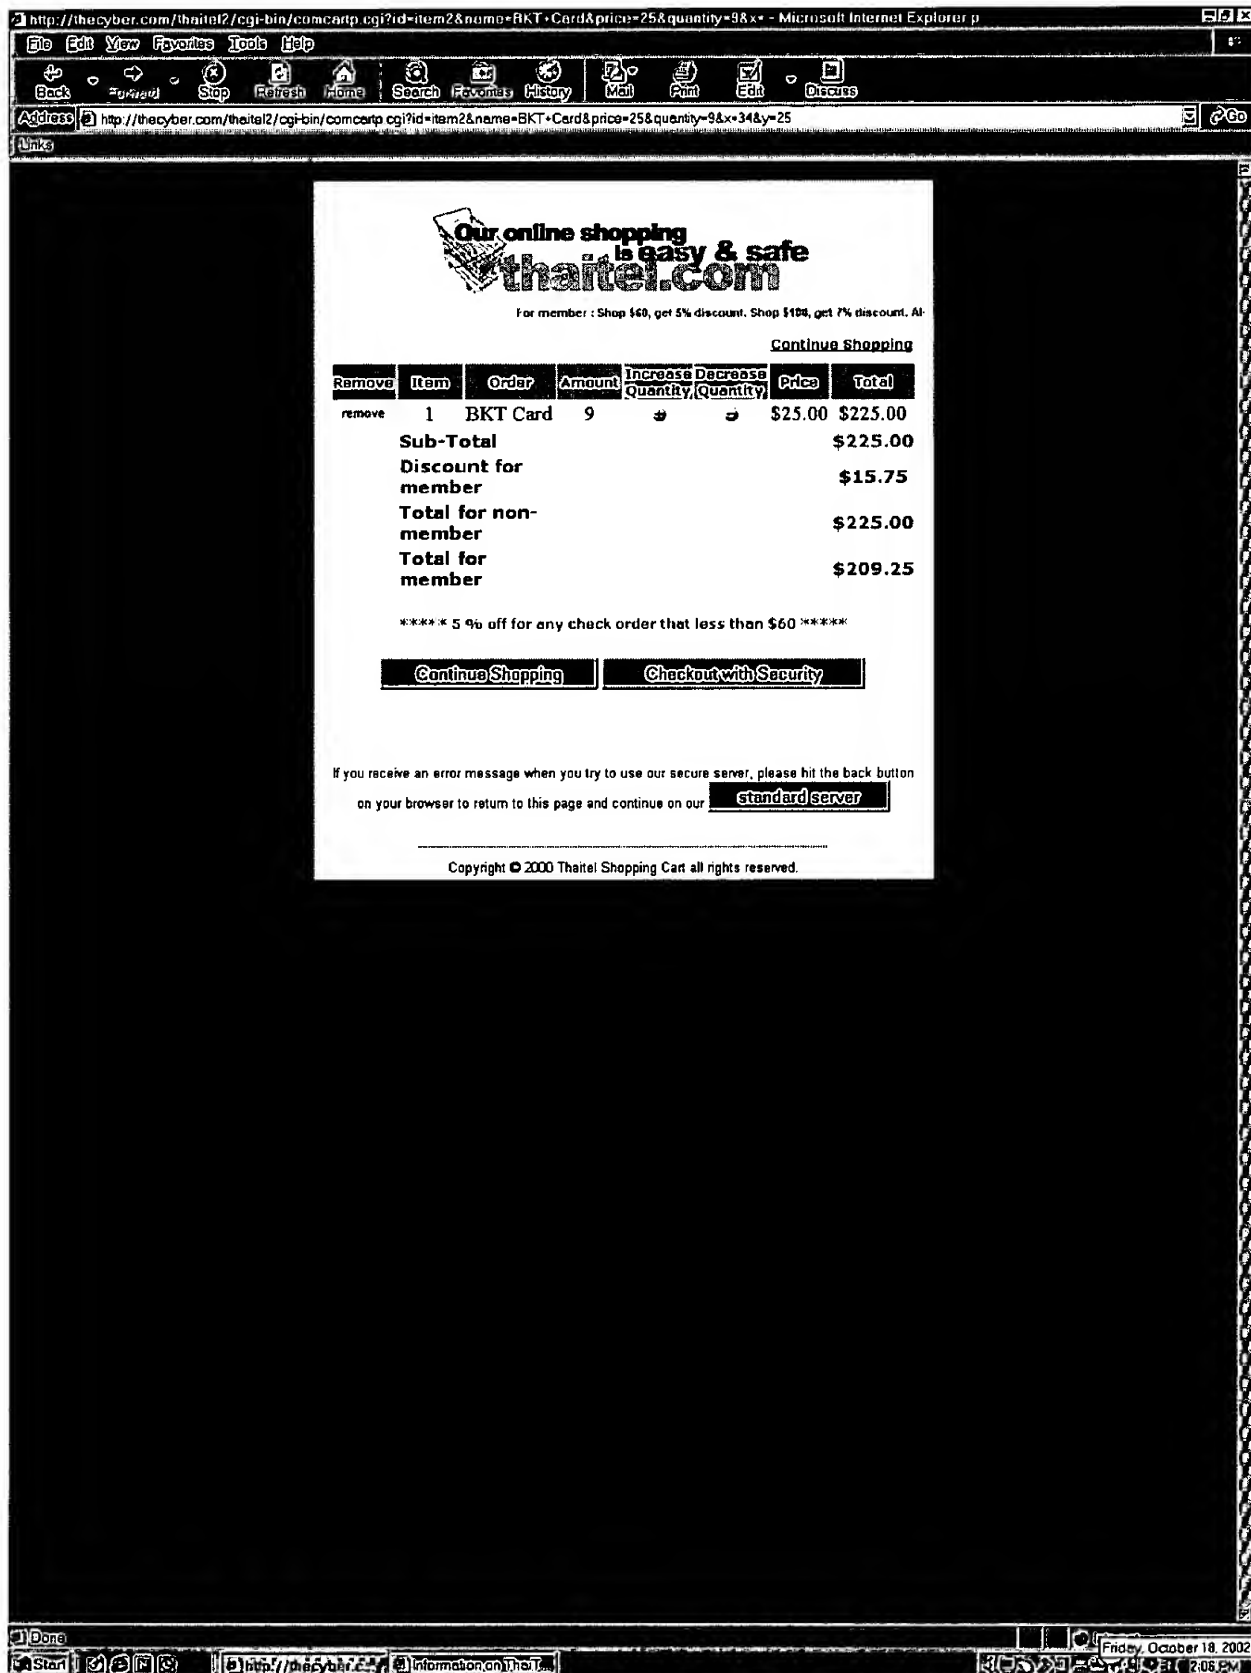 http://thecyber.com/thaitel2/cgi-bin/comcartp.cgi?id=item2&name=BKT+Card&price=25&quantity=9&x= - Microsoft Internet Explorer p
File Edit View Favorites Tools Help
Back Forward Stop Refresh Home Search Favorites History Mail Print Edit Discuss
Address http://thecyber.com/thaitel2/cgi-bin/comcartp.cgi?id=item2&name=BKT+Card&price=25&quantity=9&x=34&y=25 Go
Links
Our online shopping
is easy & safe
thaitel.com
For member : Shop $60, get 5% discount. Shop $100, get 7% discount. Al
Continue Shopping
Remove Item Order Amount Increase Quantity Decrease Quantity Price Total
remove 1 BKT Card 9 $25.00 $225.00
Sub-Total $225.00
Discount for member $15.75
Total for non-member $225.00
Total for member $209.25
***** 5 % off for any check order that less than $60 *****
Continue Shopping Checkout with Security
If you receive an error message when you try to use our secure server, please hit the back button
on your browser to return to this page and continue on our standard server
Copyright © 2000 Thaitel Shopping Cart all rights reserved.
Done
Friday, October 18, 2002
Start http://thecyber.c... Information on ThaiT... 2:06 PM